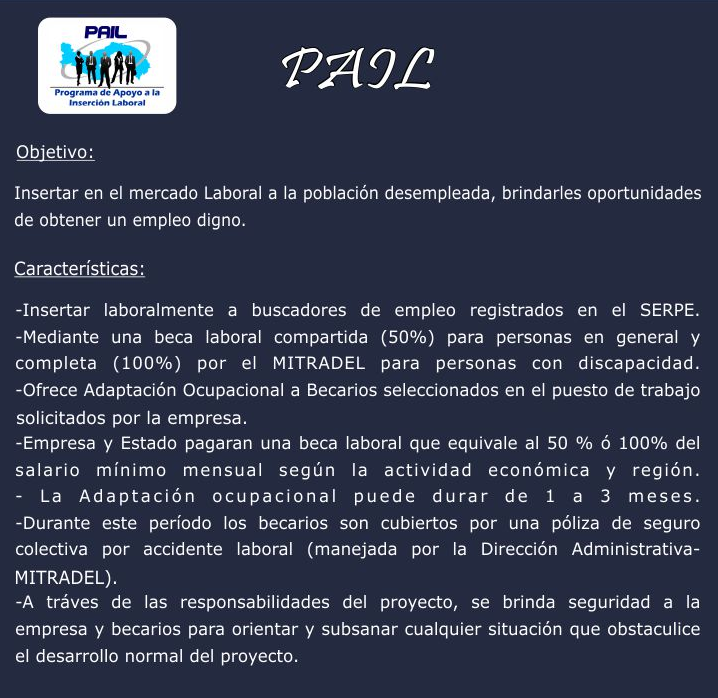 PAIL
Programa de Apoyo a la
Inserción Laboral
PAIL
Objetivo:
Insertar en el mercado Laboral a la población desempleada, brindarles oportunidades
de obtener un empleo digno.
Características:
-Insertar laboralmente a buscadores de empleo registrados en el SERPE.
-Mediante una beca laboral compartida (50%) para personas en general y
completa (100%) por el MITRADEL para personas con discapacidad.
-Ofrece Adaptación Ocupacional a Becarios seleccionados en el puesto de trabajo
solicitados por la empresa.
-Empresa y Estado pagaran una beca laboral que equivale al 50 % ó 100% del
salario mínimo mensual según la actividad económica y región.
- La Adaptación ocupacional puede durar de 1 a 3 meses.
-Durante este período los becarios son cubiertos por una póliza de seguro
colectiva por accidente laboral (manejada por la Dirección Administrativa-
MITRADEL).
-A tráves de las responsabilidades del proyecto, se brinda seguridad a la
empresa y becarios para orientar y subsanar cualquier situación que obstaculice
el desarrollo normal del proyecto.